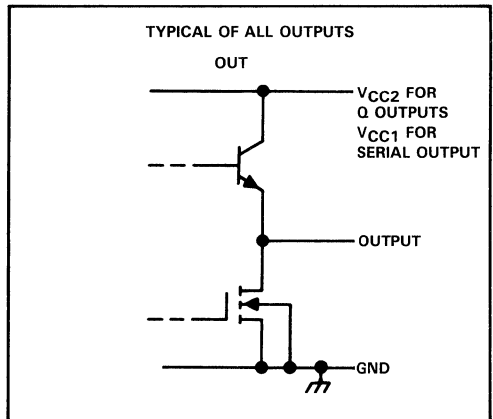 TYPICAL OF ALL OUTPUTS
OUT
VCC2 FOR
Q OUTPUTS
VCC1 FOR
SERIAL OUTPUT
OUTPUT
GND